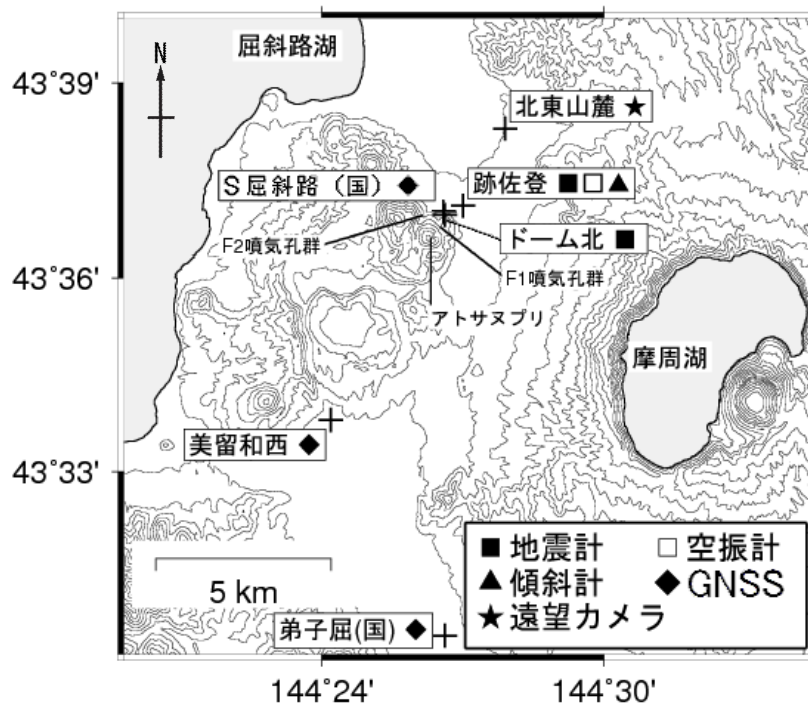 屈斜路湖
N
43°39'
北東山麓 ★
S屈斜路（国） ◆
跡佐登 ■□▲
F2噴気孔群
ドーム北 ■
43°36'
F1噴気孔群
アトサヌプリ
摩周湖
美留和西 ◆
43°33'
■ 地震計 □ 空振計
▲ 傾斜計 ◆ GNSS
★ 遠望カメラ
5 km
弟子屈(国) ◆
144°24'
144°30'